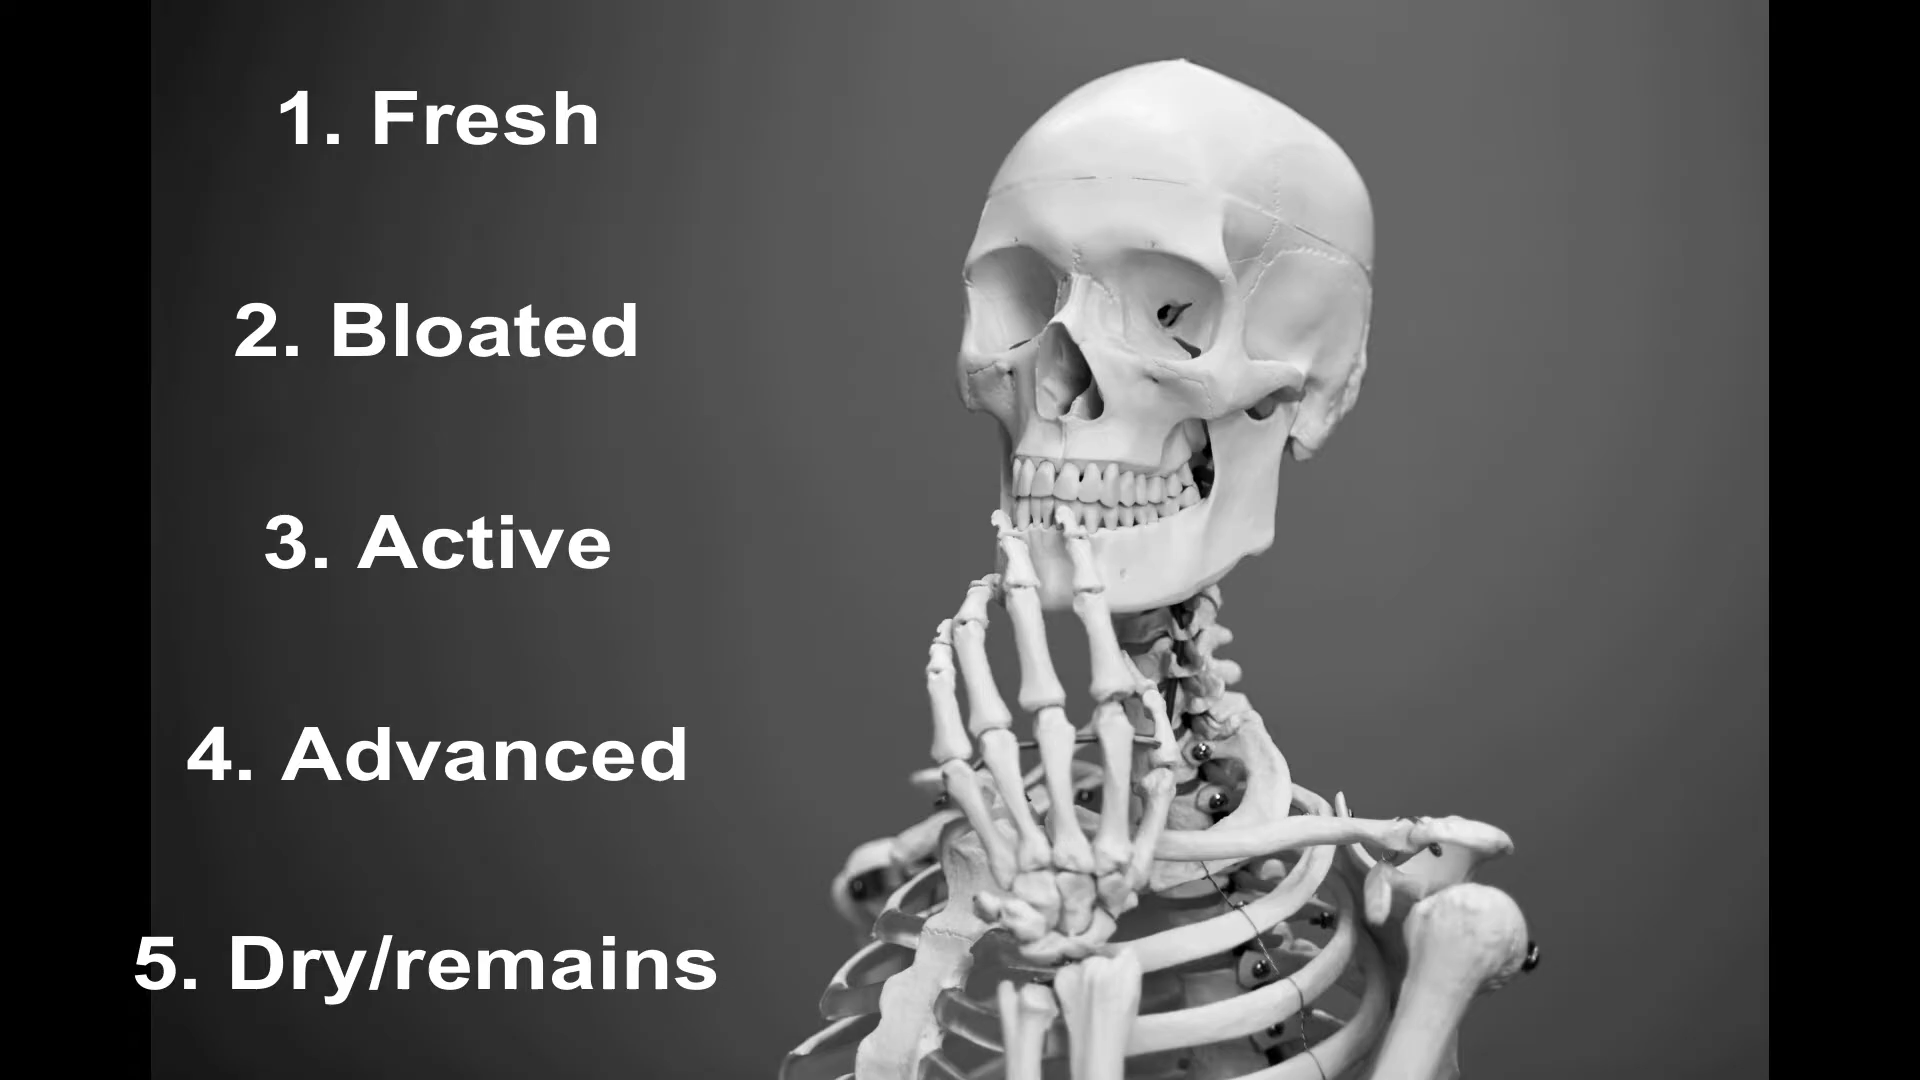 1. Fresh
2. Bloated
3. Active
4. Advanced
5. Dry/remains